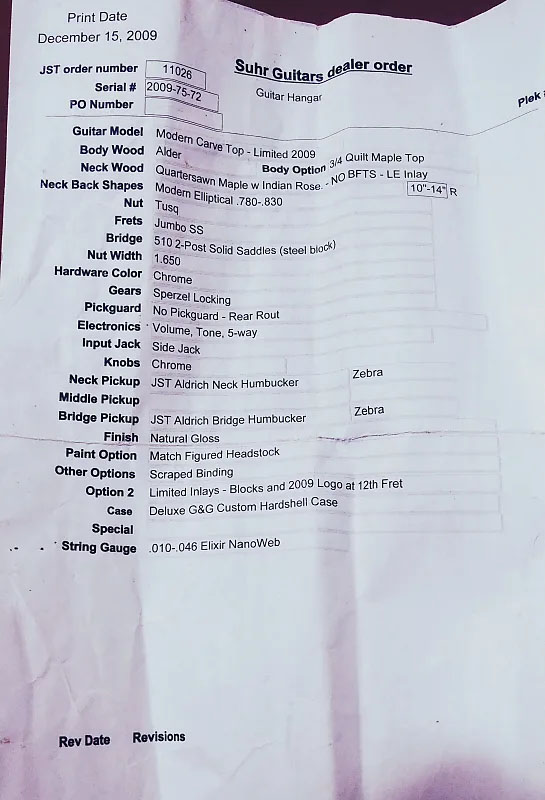 Print Date
December 15, 2009
Suhr Guitars dealer order
Guitar Hangar
JST order number 11026
Serial # 2009-75-72
PO Number
Plek
Guitar Model Modern Carve Top - Limited 2009
Body Wood Alder Body Option 3/4 Quilt Maple Top
Neck Wood Quartersawn Maple w Indian Rose. - NO BFTS - LE Inlay
Neck Back Shapes Modern Elliptical .780-.830 10"-14" R
Nut Tusq
Frets Jumbo SS
Bridge 510 2-Post Solid Saddles (steel block)
Nut Width 1.650
Hardware Color Chrome
Gears Sperzel Locking
Pickguard No Pickguard - Rear Rout
Electronics Volume, Tone, 5-way
Input Jack Side Jack
Knobs Chrome
Neck Pickup JST Aldrich Neck Humbucker Zebra
Middle Pickup
Bridge Pickup JST Aldrich Bridge Humbucker Zebra
Finish Natural Gloss
Paint Option Match Figured Headstock
Other Options Scraped Binding
Option 2 Limited Inlays - Blocks and 2009 Logo at 12th Fret
Case Deluxe G&G Custom Hardshell Case
Special
String Gauge .010-.046 Elixir NanoWeb
Rev Date Revisions